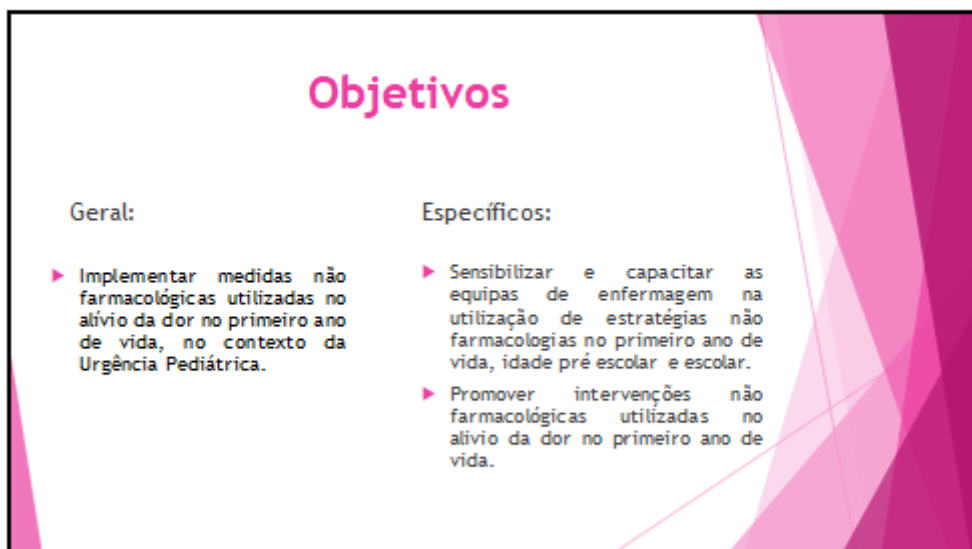 Objetivos
Geral:
Implementar medidas não
farmacológicas utilizadas no
alívio da dor no primeiro ano
de vida, no contexto da
Urgência Pediátrica.
Específicos:
Sensibilizar e capacitar as
equipas de enfermagem na
utilização de estratégias não
farmacologias no primeiro ano de
vida, idade pré escolar e escolar.
Promover intervenções não
farmacológicas utilizadas no
alivio da dor no primeiro ano de
vida.